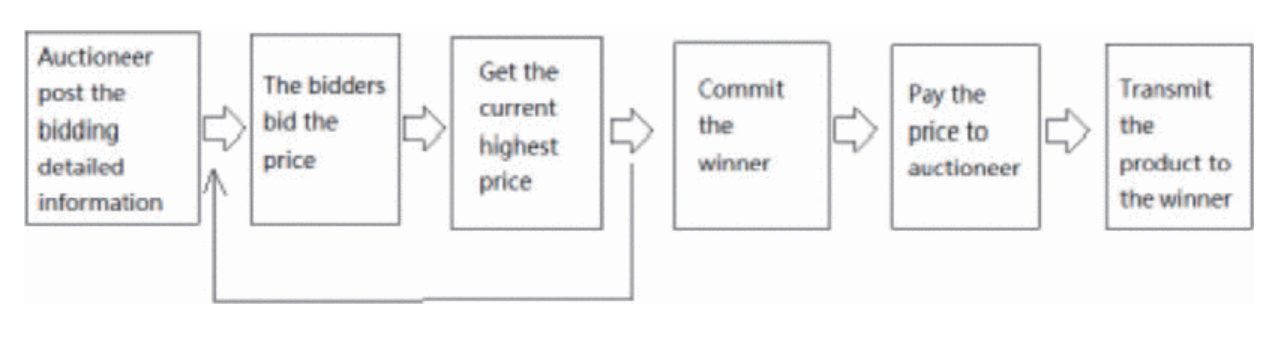 Auctioneer
post the
bidding
detailed
information
The bidders
bid the
price
Get the
current
highest
price
Commit
the
winner
Pay the
price to
auctioneer
Transmit
the
product to
the winner